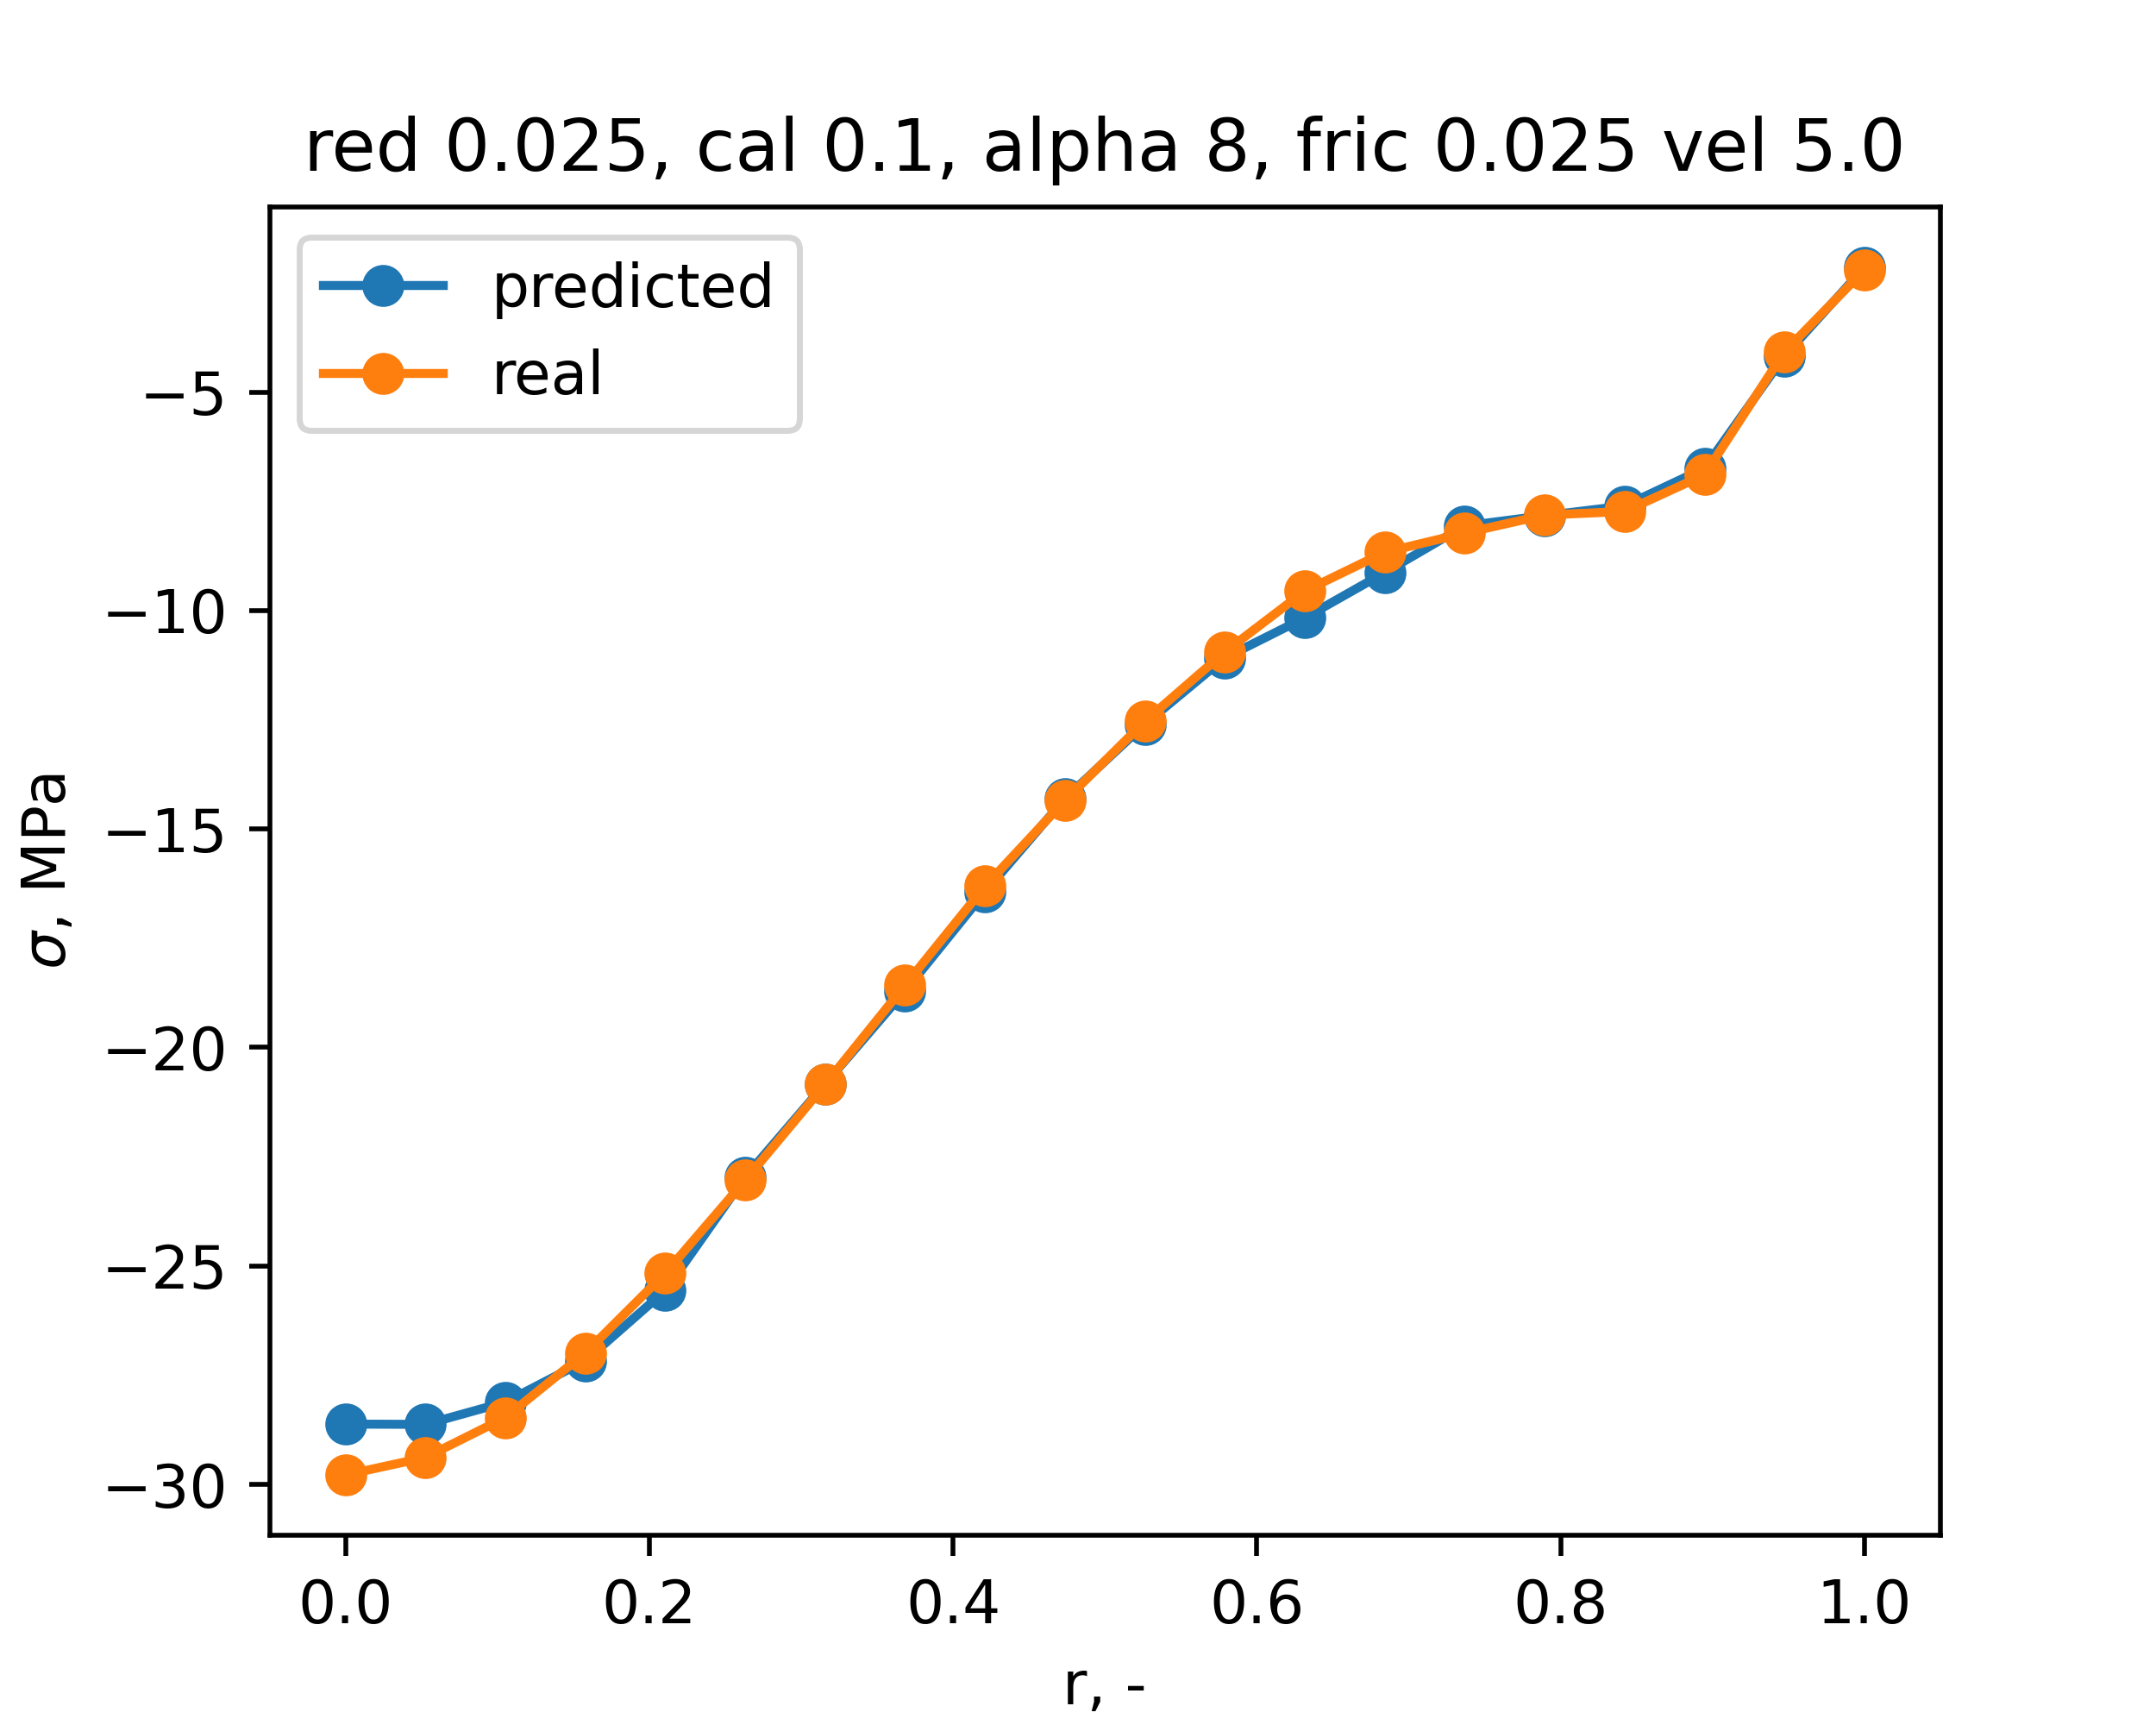 red 0.025, cal 0.1, alpha 8, fric 0.025 vel 5.0
predicted
real
−5
−10
−15
−20
−25
−30
σ, MPa
0.0 0.2 0.4 0.6 0.8 1.0
r, -